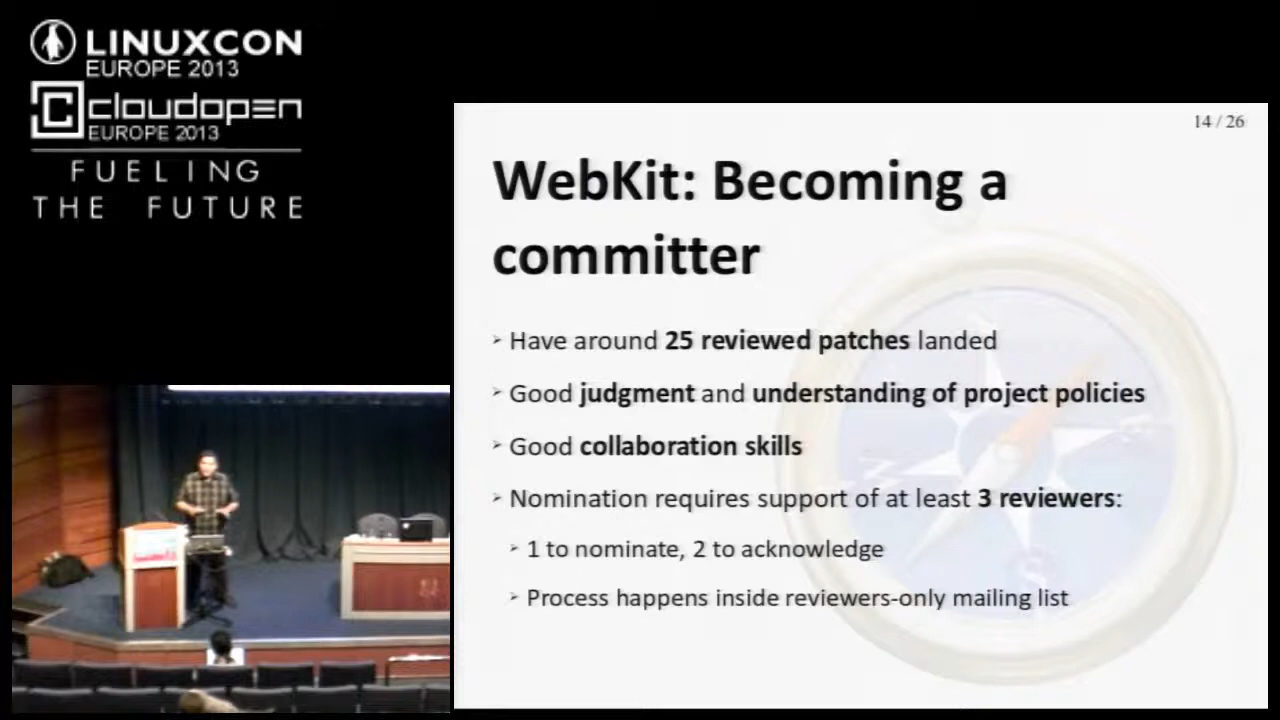 LINUXCON
EUROPE 2013
cloudopen
EUROPE 2013
FUELING
THE FUTURE
14 / 26
WebKit: Becoming a
committer
Have around 25 reviewed patches landed
Good judgment and understanding of project policies
Good collaboration skills
Nomination requires support of at least 3 reviewers:
1 to nominate, 2 to acknowledge
Process happens inside reviewers-only mailing list